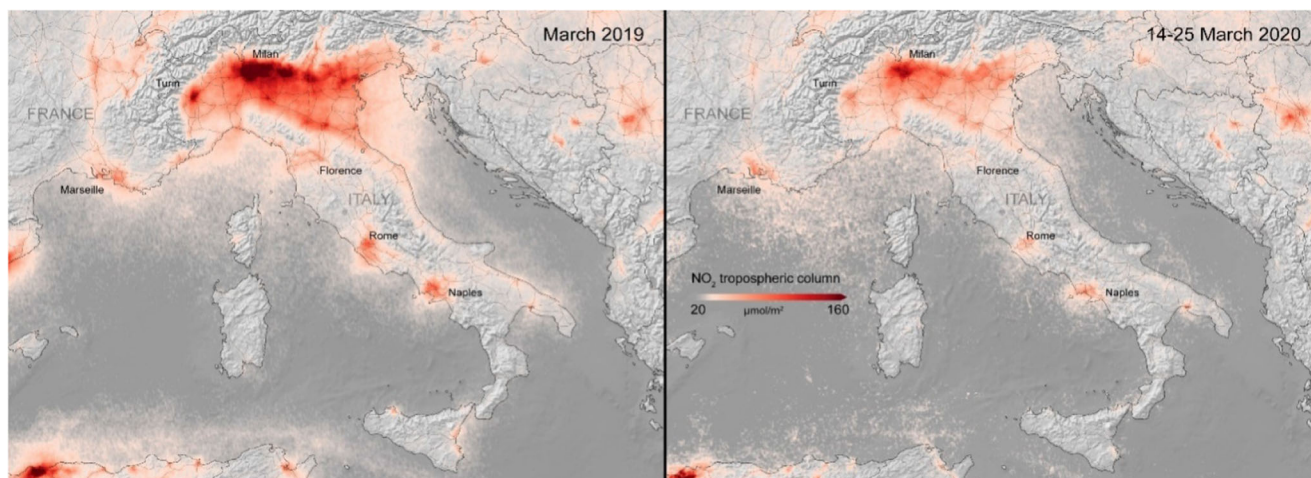 March 2019
Milan
Turin
FRANCE
Marseille
Florence
ITALY
Rome
Naples
14-25 March 2020
Milan
Turin
FRANCE
Marseille
Florence
ITALY
Rome
NO₂ tropospheric column
20 µmol/m² 160
Naples